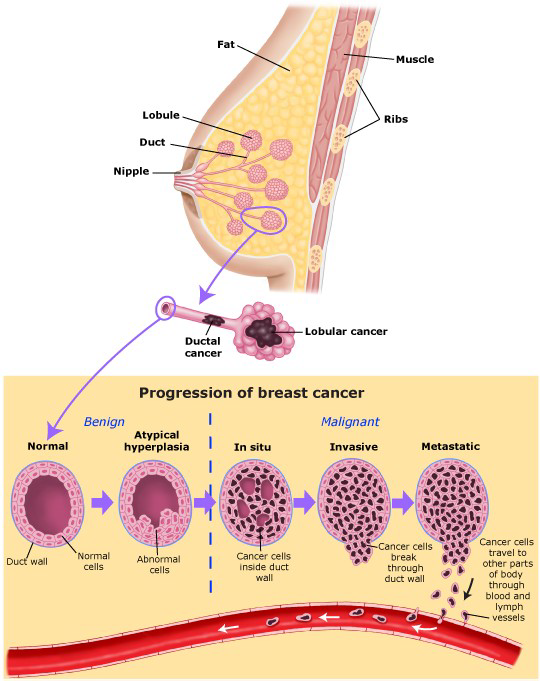 Fat
Muscle
Lobule
Ribs
Duct
Nipple
Lobular cancer
Ductal
cancer
Progression of breast cancer
Benign
Malignant
Normal
Atypical
hyperplasia
In situ
Invasive
Metastatic
Duct wall
Normal
cells
Abnormal
cells
Cancer cells
inside duct
wall
Cancer cells
break
through
duct wall
Cancer cells
travel to
other parts
of body
through
blood and
lymph
vessels